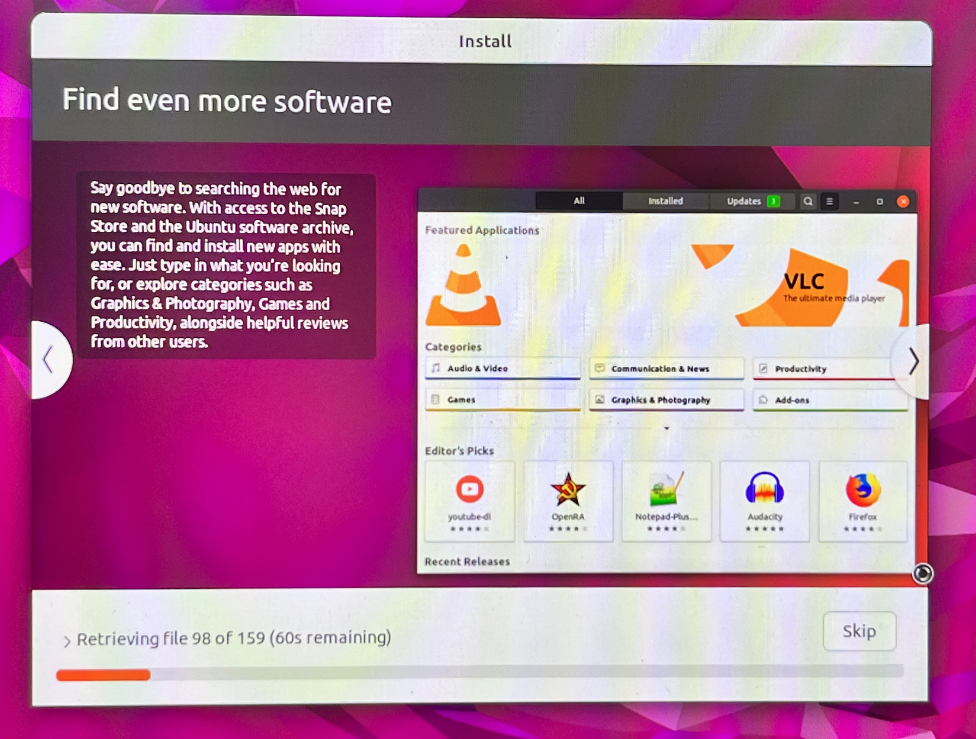 Install
Find even more software
Say goodbye to searching the web for
new software. With access to the Snap
Store and the Ubuntu software archive,
you can find and install new apps with
ease. Just type in what you're looking
for, or explore categories such as
Graphics & Photography, Games and
Productivity, alongside helpful reviews
from other users.
All Installed Updates 3
Featured Applications
VLC
The ultimate media player
Categories
Audio & Video Communication & News Productivity
Games Graphics & Photography Add-ons
Editor's Picks
youtube-dl OpenRA Notepad-Plus... Audacity Firefox
Recent Releases
Retrieving file 98 of 159 (60s remaining)
Skip